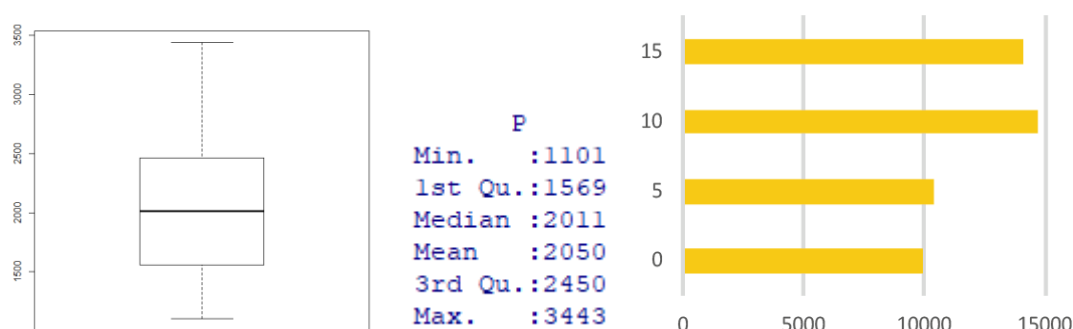 3500
3000
2500
2000
1500
P
Min. :1101
1st Qu.:1569
Median :2011
Mean :2050
3rd Qu.:2450
Max. :3443
15
10
5
0
0 5000 10000 15000